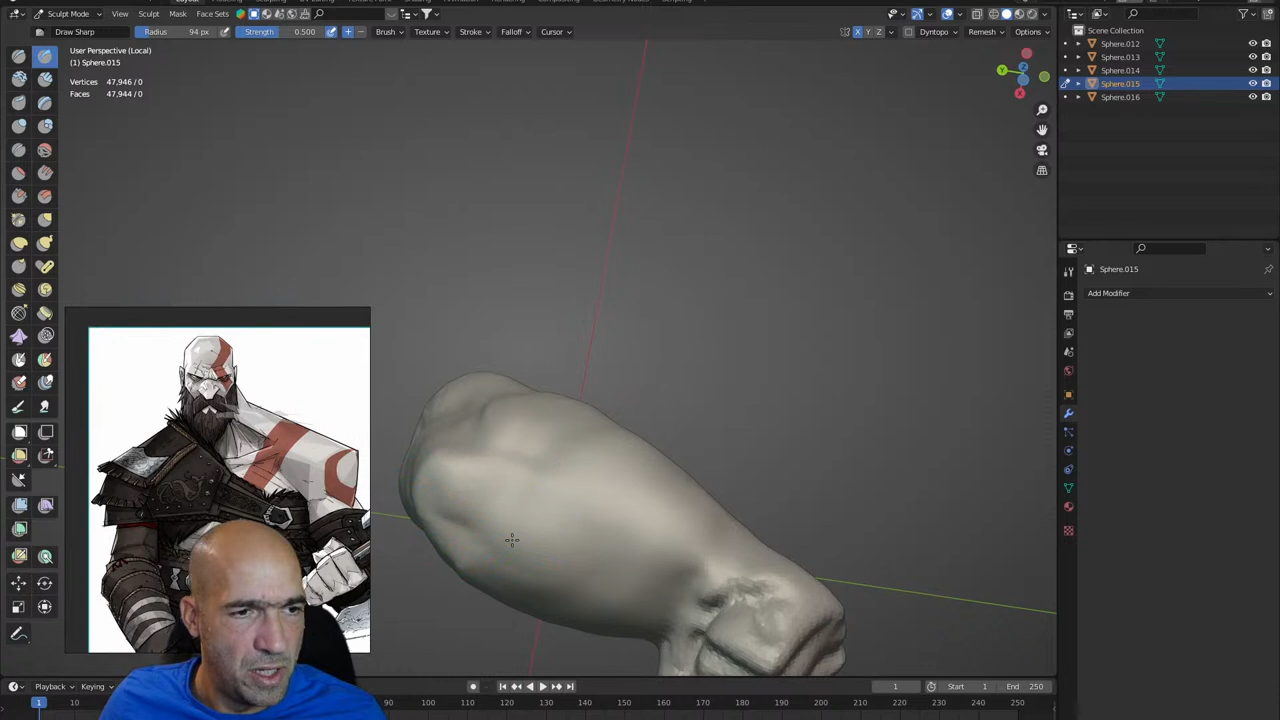 Sculpt Mode View Sculpt Mask Face Sets
Draw Sharp Radius 94 px Strength 0.500 Brush Texture Stroke Falloff Cursor X Y Z Dyntopo Remesh Options
User Perspective (Local)
(1) Sphere.015
Vertices 47,946 / 0
Faces 47,944 / 0
Z
Y
X
Scene Collection
Sphere.012
Sphere.013
Sphere.014
Sphere.015
Sphere.016
Sphere.015
Add Modifier
Playback Keying 1 Start 1 End 250
1 10 80 90 100 110 120 130 140 150 160 170 180 190 200 210 220 230 240 250